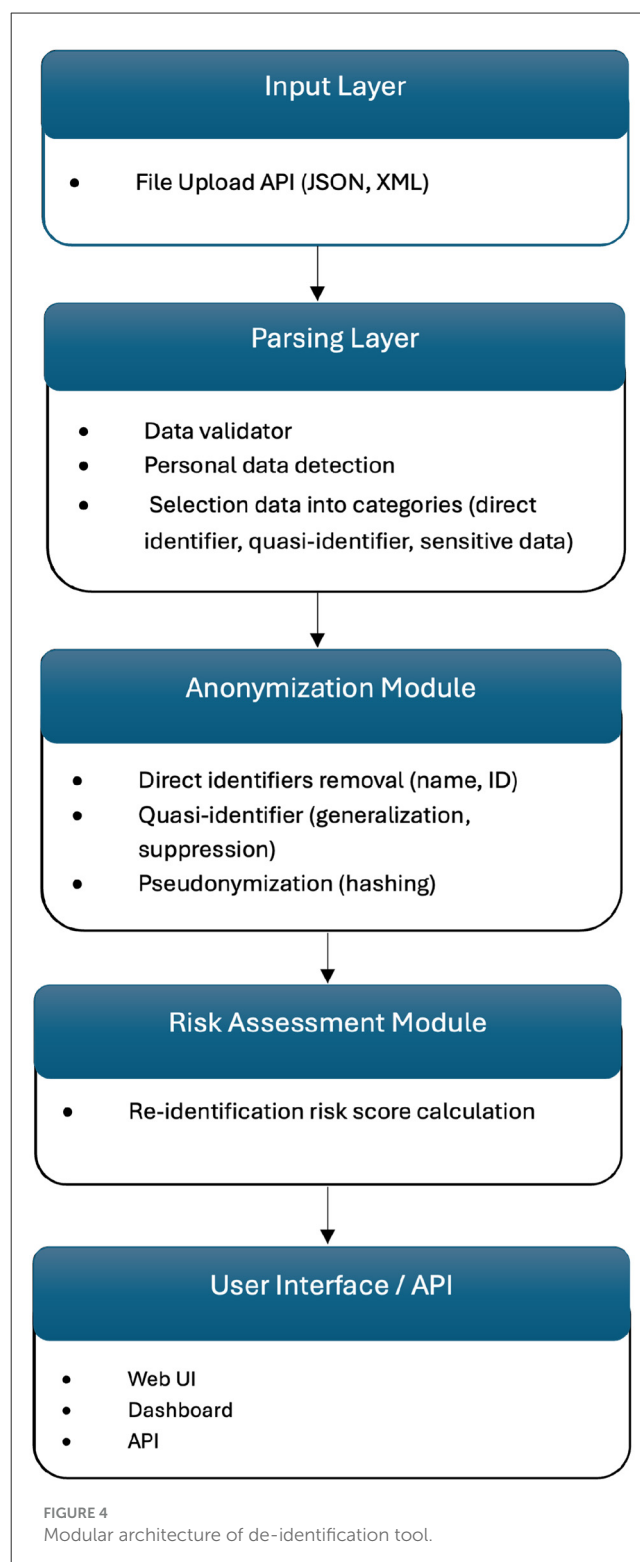 Input Layer
• File Upload API (JSON, XML)
Parsing Layer
• Data validator
• Personal data detection
• Selection data into categories (direct
identifier, quasi-identifier, sensitive data)
Anonymization Module
• Direct identifiers removal (name, ID)
• Quasi-identifier (generalization,
suppression)
• Pseudonymization (hashing)
Risk Assessment Module
• Re-identification risk score calculation
User Interface / API
• Web UI
• Dashboard
• API
FIGURE 4
Modular architecture of de-identification tool.